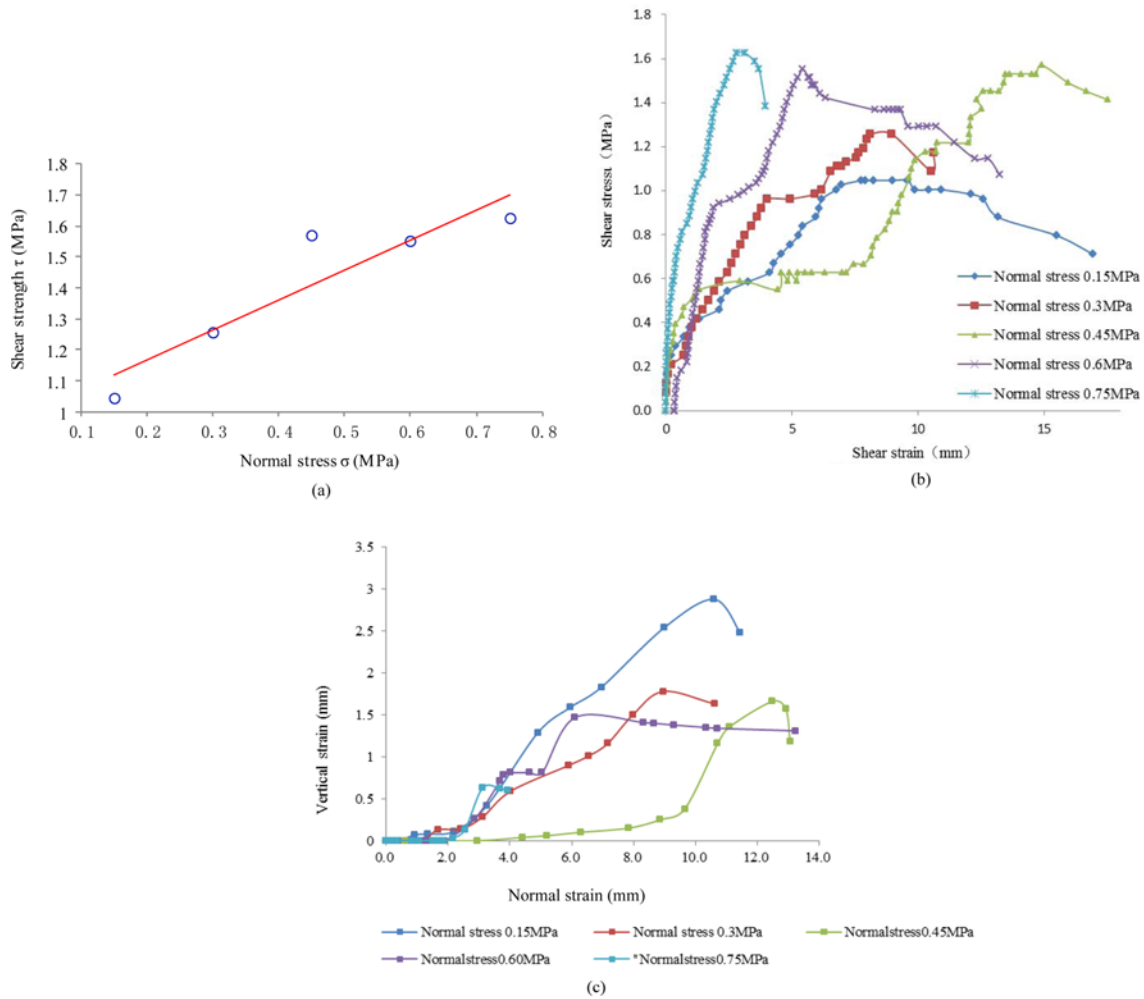 1.8
1.7
1.6
1.5
1.4
1.3
1.2
1.1
1
0.1 0.2 0.3 0.4 0.5 0.6 0.7 0.8
Shear strength τ (MPa)
Normal stress σ (MPa)
(a)
1.8
1.6
1.4
1.2
1.0
0.8
0.6
0.4
0.2
0.0
0 5 10 15
Shear stressa（MPa）
Shear strain（mm）
Normal stress 0.15MPa
Normal stress 0.3MPa
Normal stress 0.45MPa
Normal stress 0.6MPa
Normal stress 0.75MPa
(b)
3.5
3
2.5
2
1.5
1
0.5
0
0.0 2.0 4.0 6.0 8.0 10.0 12.0 14.0
Vertical strain (mm)
Normal strain (mm)
Normal stress 0.15MPa Normal stress 0.3MPa Normalstress0.45MPa
Normalstress0.60MPa "Normalstress0.75MPa
(c)